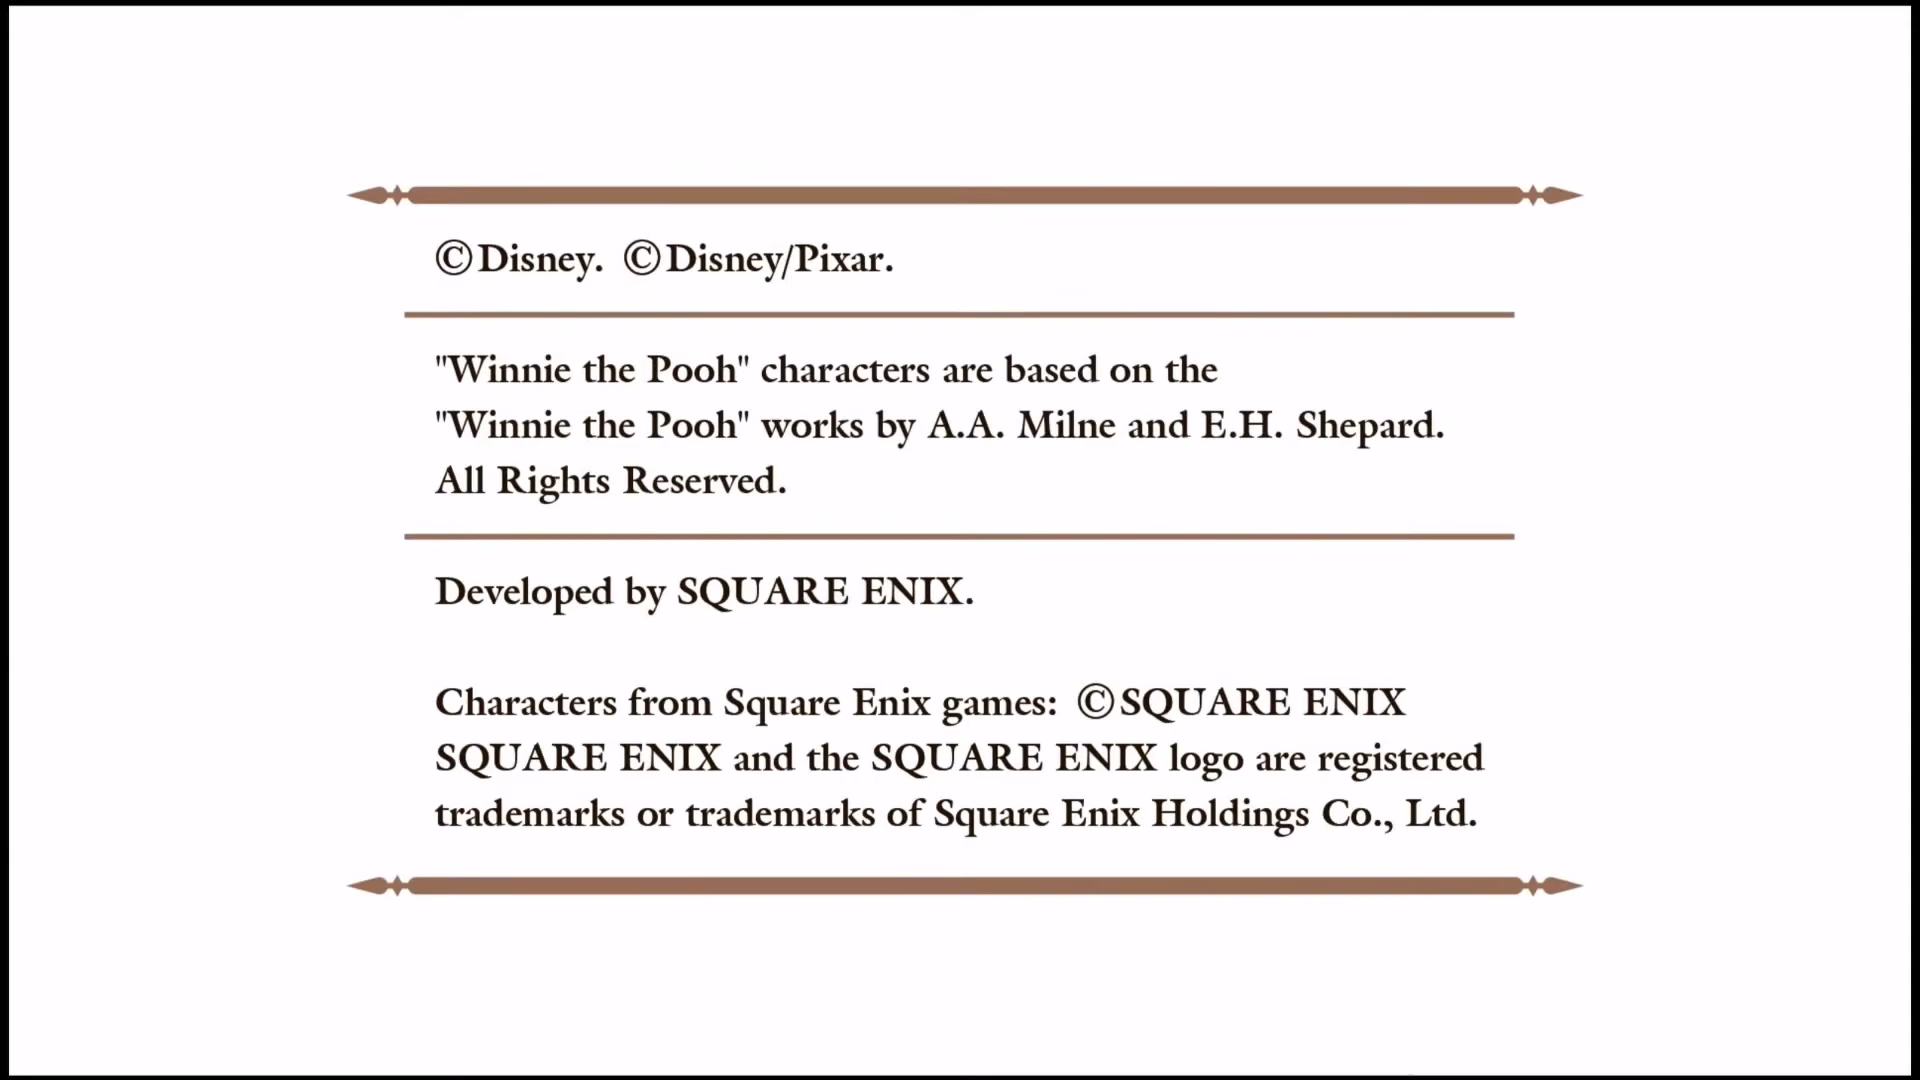 ©Disney. ©Disney/Pixar.
"Winnie the Pooh" characters are based on the
"Winnie the Pooh" works by A.A. Milne and E.H. Shepard.
All Rights Reserved.
Developed by SQUARE ENIX.
Characters from Square Enix games: ©SQUARE ENIX
SQUARE ENIX and the SQUARE ENIX logo are registered
trademarks or trademarks of Square Enix Holdings Co., Ltd.